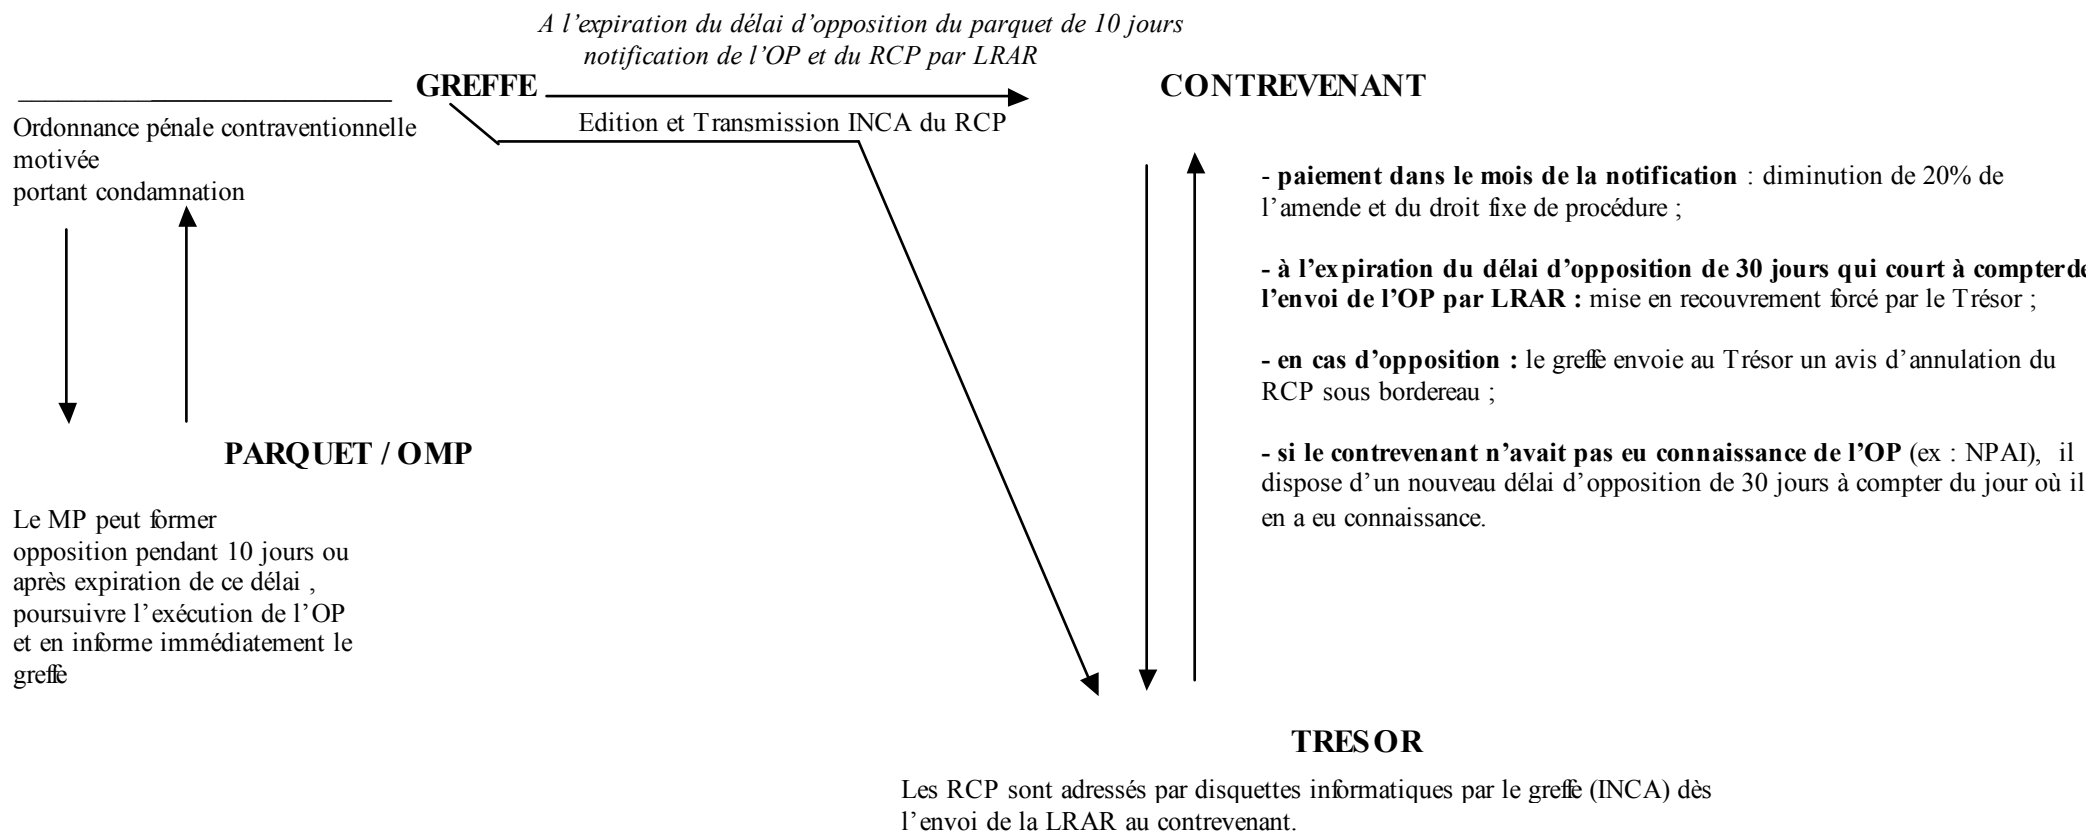 A l’expiration du délai d’opposition du parquet de 10 jours
notification de l’OP et du RCP par LRAR
GREFFE
CONTREVENANT
Edition et Transmission INCA du RCP
Ordonnance pénale contraventionnelle
motivée
portant condamnation
- paiement dans le mois de la notification : diminution de 20% de
l’amende et du droit fixe de procédure ;
- à l’expiration du délai d’opposition de 30 jours qui court à compter de
l’envoi de l’OP par LRAR : mise en recouvrement forcé par le Trésor ;
- en cas d’opposition : le greffe envoie au Trésor un avis d’annulation du
RCP sous bordereau ;
- si le contrevenant n’avait pas eu connaissance de l’OP (ex : NPAI), il
dispose d’un nouveau délai d’opposition de 30 jours à compter du jour où il
en a eu connaissance.
PARQUET / OMP
Le MP peut former
opposition pendant 10 jours ou
après expiration de ce délai ,
poursuivre l’exécution de l’OP
et en informe immédiatement le
greffe
TRESOR
Les RCP sont adressés par disquettes informatiques par le greffe (INCA) dès
l’envoi de la LRAR au contrevenant.